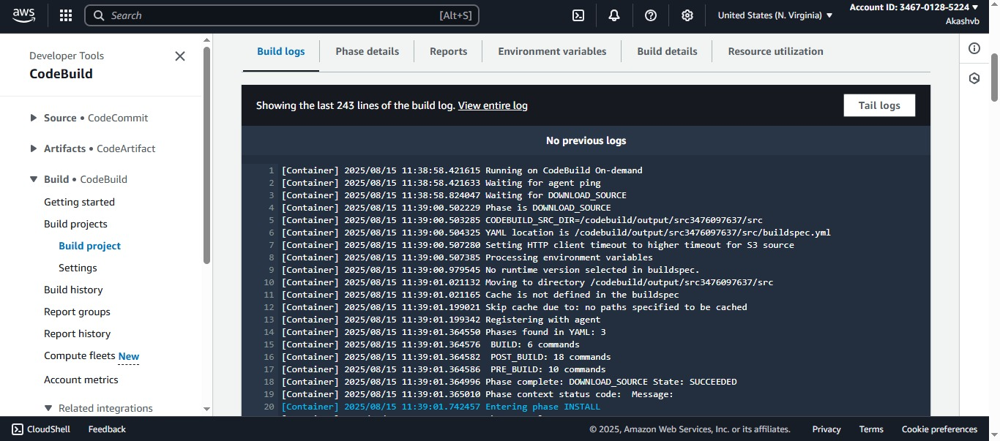 aws
Search [Alt+S]
United States (N. Virginia)
Account ID: 3467-0128-5224
Akashvb
Developer Tools
CodeBuild
Source • CodeCommit
Artifacts • CodeArtifact
Build • CodeBuild
Getting started
Build projects
Build project
Settings
Build history
Report groups
Report history
Compute fleets New
Account metrics
Related integrations
Build logs Phase details Reports Environment variables Build details Resource utilization
Showing the last 243 lines of the build log. View entire log
Tail logs
No previous logs
1 [Container] 2025/08/15 11:38:58.421615 Running on CodeBuild On-demand
2 [Container] 2025/08/15 11:38:58.421633 Waiting for agent ping
3 [Container] 2025/08/15 11:38:58.824047 Waiting for DOWNLOAD_SOURCE
4 [Container] 2025/08/15 11:39:00.502229 Phase is DOWNLOAD_SOURCE
5 [Container] 2025/08/15 11:39:00.503285 CODEBUILD_SRC_DIR=/codebuild/output/src3476097637/src
6 [Container] 2025/08/15 11:39:00.504325 YAML location is /codebuild/output/src3476097637/src/buildspec.yml
7 [Container] 2025/08/15 11:39:00.507280 Setting HTTP client timeout to higher timeout for S3 source
8 [Container] 2025/08/15 11:39:00.507385 Processing environment variables
9 [Container] 2025/08/15 11:39:00.979545 No runtime version selected in buildspec.
10 [Container] 2025/08/15 11:39:01.021132 Moving to directory /codebuild/output/src3476097637/src
11 [Container] 2025/08/15 11:39:01.021165 Cache is not defined in the buildspec
12 [Container] 2025/08/15 11:39:01.199021 Skip cache due to: no paths specified to be cached
13 [Container] 2025/08/15 11:39:01.199342 Registering with agent
14 [Container] 2025/08/15 11:39:01.364550 Phases found in YAML: 3
15 [Container] 2025/08/15 11:39:01.364576  BUILD: 6 commands
16 [Container] 2025/08/15 11:39:01.364582  POST_BUILD: 18 commands
17 [Container] 2025/08/15 11:39:01.364586  PRE_BUILD: 10 commands
18 [Container] 2025/08/15 11:39:01.364996 Phase complete: DOWNLOAD_SOURCE State: SUCCEEDED
19 [Container] 2025/08/15 11:39:01.365010 Phase context status code:  Message:
20 [Container] 2025/08/15 11:39:01.742457 Entering phase INSTALL
CloudShell Feedback © 2025, Amazon Web Services, Inc. or its affiliates. Privacy Terms Cookie preferences